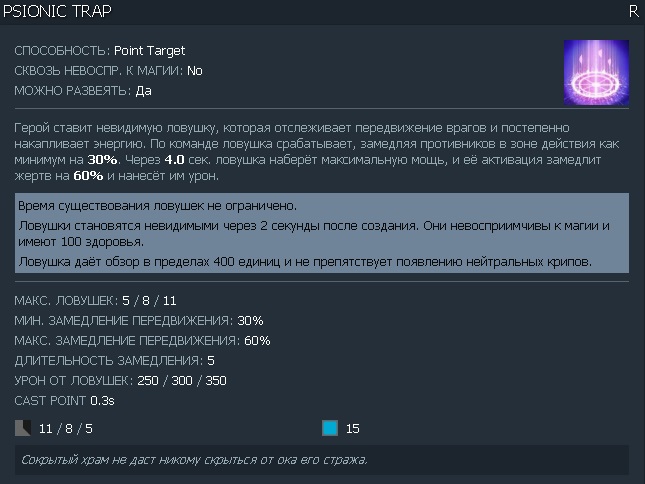 PSIONIC TRAP R
СПОСОБНОСТЬ: Point Target
СКВОЗЬ НЕВОСПР. К МАГИИ: No
МОЖНО РАЗВЕЯТЬ: Да
Герой ставит невидимую ловушку, которая отслеживает передвижение врагов и постепенно
накапливает энергию. По команде ловушка срабатывает, замедляя противников в зоне действия как
минимум на 30%. Через 4.0 сек. ловушка наберёт максимальную мощь, и её активация замедлит
жертв на 60% и нанесёт им урон.
Время существования ловушек не ограничено.
Ловушки становятся невидимыми через 2 секунды после создания. Они невосприимчивы к магии и
имеют 100 здоровья.
Ловушка даёт обзор в пределах 400 единиц и не препятствует появлению нейтральных крипов.
МАКС. ЛОВУШЕК: 5 / 8 / 11
МИН. ЗАМЕДЛЕНИЕ ПЕРЕДВИЖЕНИЯ: 30%
МАКС. ЗАМЕДЛЕНИЕ ПЕРЕДВИЖЕНИЯ: 60%
ДЛИТЕЛЬНОСТЬ ЗАМЕДЛЕНИЯ: 5
УРОН ОТ ЛОВУШЕК: 250 / 300 / 350
CAST POINT 0.3s
11 / 8 / 5 15
Сокрытый храм не даст никому скрыться от ока его стража.